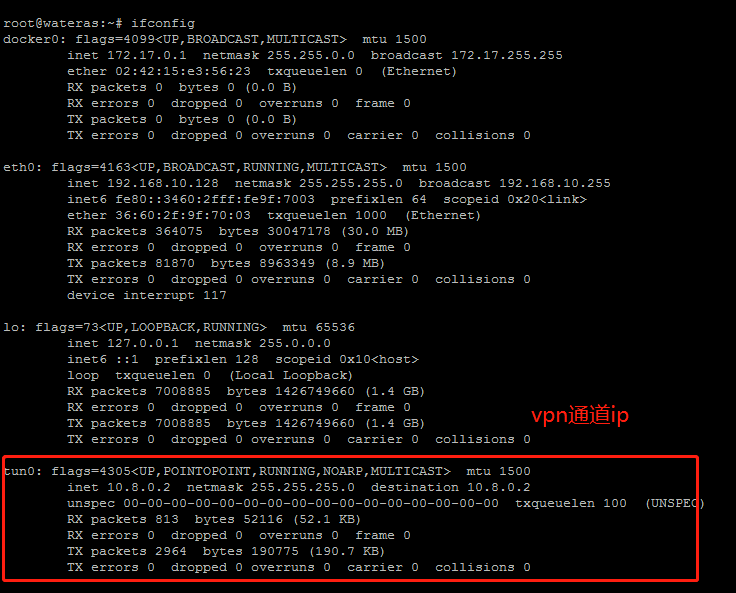 root@wateras:~# ifconfig
docker0: flags=4099<UP,BROADCAST,MULTICAST>  mtu 1500
        inet 172.17.0.1  netmask 255.255.0.0  broadcast 172.17.255.255
        ether 02:42:15:e3:56:23  txqueuelen 0  (Ethernet)
        RX packets 0  bytes 0 (0.0 B)
        RX errors 0  dropped 0  overruns 0  frame 0
        TX packets 0  bytes 0 (0.0 B)
        TX errors 0  dropped 0 overruns 0  carrier 0  collisions 0
eth0: flags=4163<UP,BROADCAST,RUNNING,MULTICAST>  mtu 1500
        inet 192.168.10.128  netmask 255.255.255.0  broadcast 192.168.10.255
        inet6 fe80::3460:2fff:fe9f:7003  prefixlen 64  scopeid 0x20<link>
        ether 36:60:2f:9f:70:03  txqueuelen 1000  (Ethernet)
        RX packets 364075  bytes 30047178 (30.0 MB)
        RX errors 0  dropped 0  overruns 0  frame 0
        TX packets 81870  bytes 8963349 (8.9 MB)
        TX errors 0  dropped 0 overruns 0  carrier 0  collisions 0
        device interrupt 117
lo: flags=73<UP,LOOPBACK,RUNNING>  mtu 65536
        inet 127.0.0.1  netmask 255.0.0.0
        inet6 ::1  prefixlen 128  scopeid 0x10<host>
        loop  txqueuelen 0  (Local Loopback)
        RX packets 7008885  bytes 1426749660 (1.4 GB)
        RX errors 0  dropped 0  overruns 0  frame 0
        TX packets 7008885  bytes 1426749660 (1.4 GB)
        TX errors 0  dropped 0 overruns 0  carrier 0  collisions 0
vpn通道ip
tun0: flags=4305<UP,POINTOPOINT,RUNNING,NOARP,MULTICAST>  mtu 1500
        inet 10.8.0.2  netmask 255.255.255.0  destination 10.8.0.2
        unspec 00-00-00-00-00-00-00-00-00-00-00-00-00-00-00-00  txqueuelen 100  (UNSPEC)
        RX packets 813  bytes 52116 (52.1 KB)
        RX errors 0  dropped 0  overruns 0  frame 0
        TX packets 2964  bytes 190775 (190.7 KB)
        TX errors 0  dropped 0 overruns 0  carrier 0  collisions 0